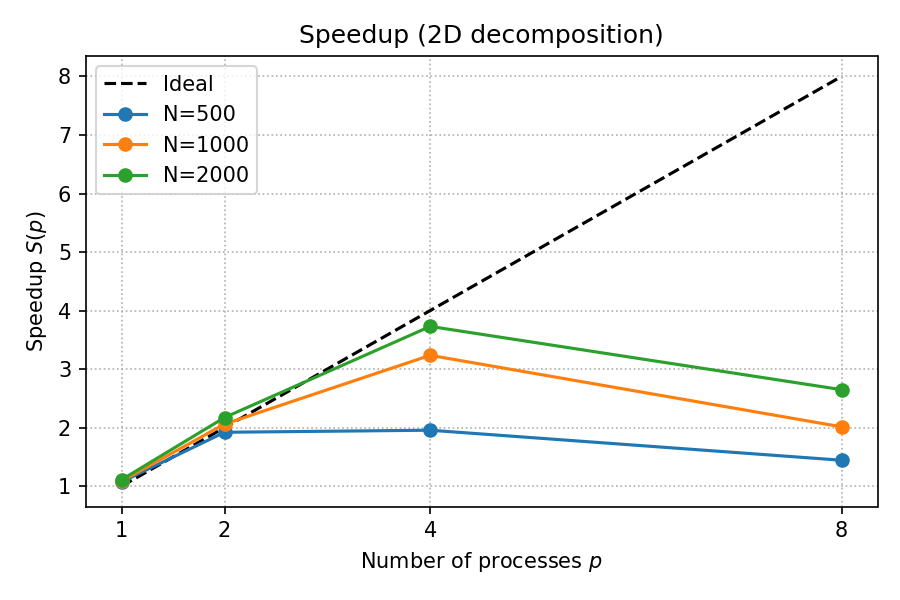 Speedup (2D decomposition)
Ideal
N=500
N=1000
N=2000
8
7
6
5
4
3
2
1
Speedup S(p)
1 2 4 8
Number of processes p